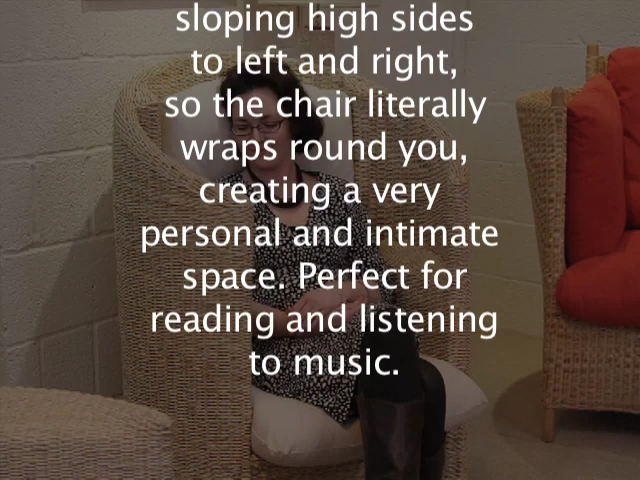 sloping high sides
to left and right,
so the chair literally
wraps round you,
creating a very
personal and intimate
space. Perfect for
reading and listening
to music.